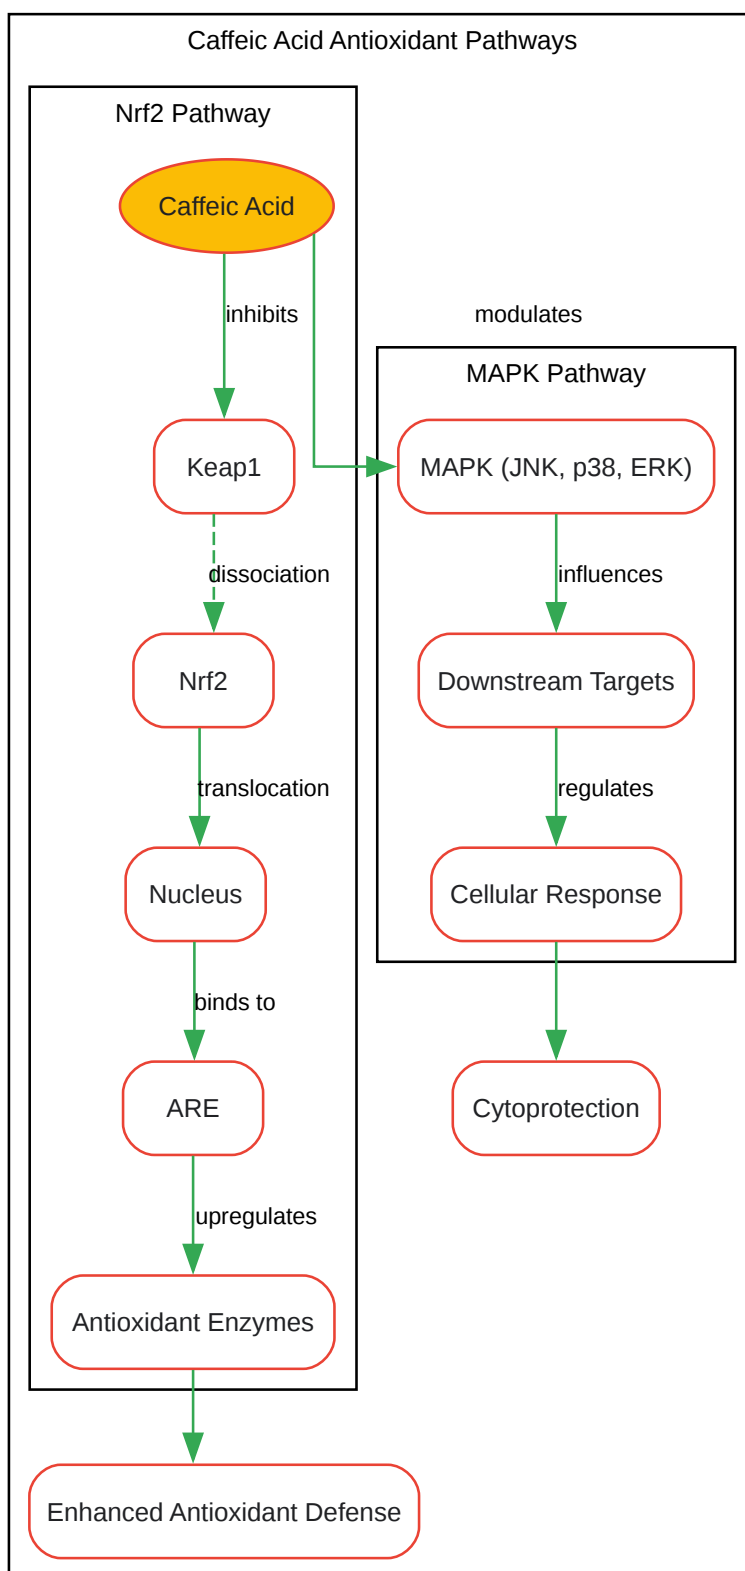 Caffeic Acid Antioxidant Pathways
Nrf2 Pathway
Caffeic Acid
inhibits
modulates
MAPK Pathway
Keap1
MAPK (JNK, p38, ERK)
dissociation
influences
Nrf2
Downstream Targets
translocation
regulates
Nucleus
Cellular Response
binds to
ARE
Cytoprotection
upregulates
Antioxidant Enzymes
Enhanced Antioxidant Defense